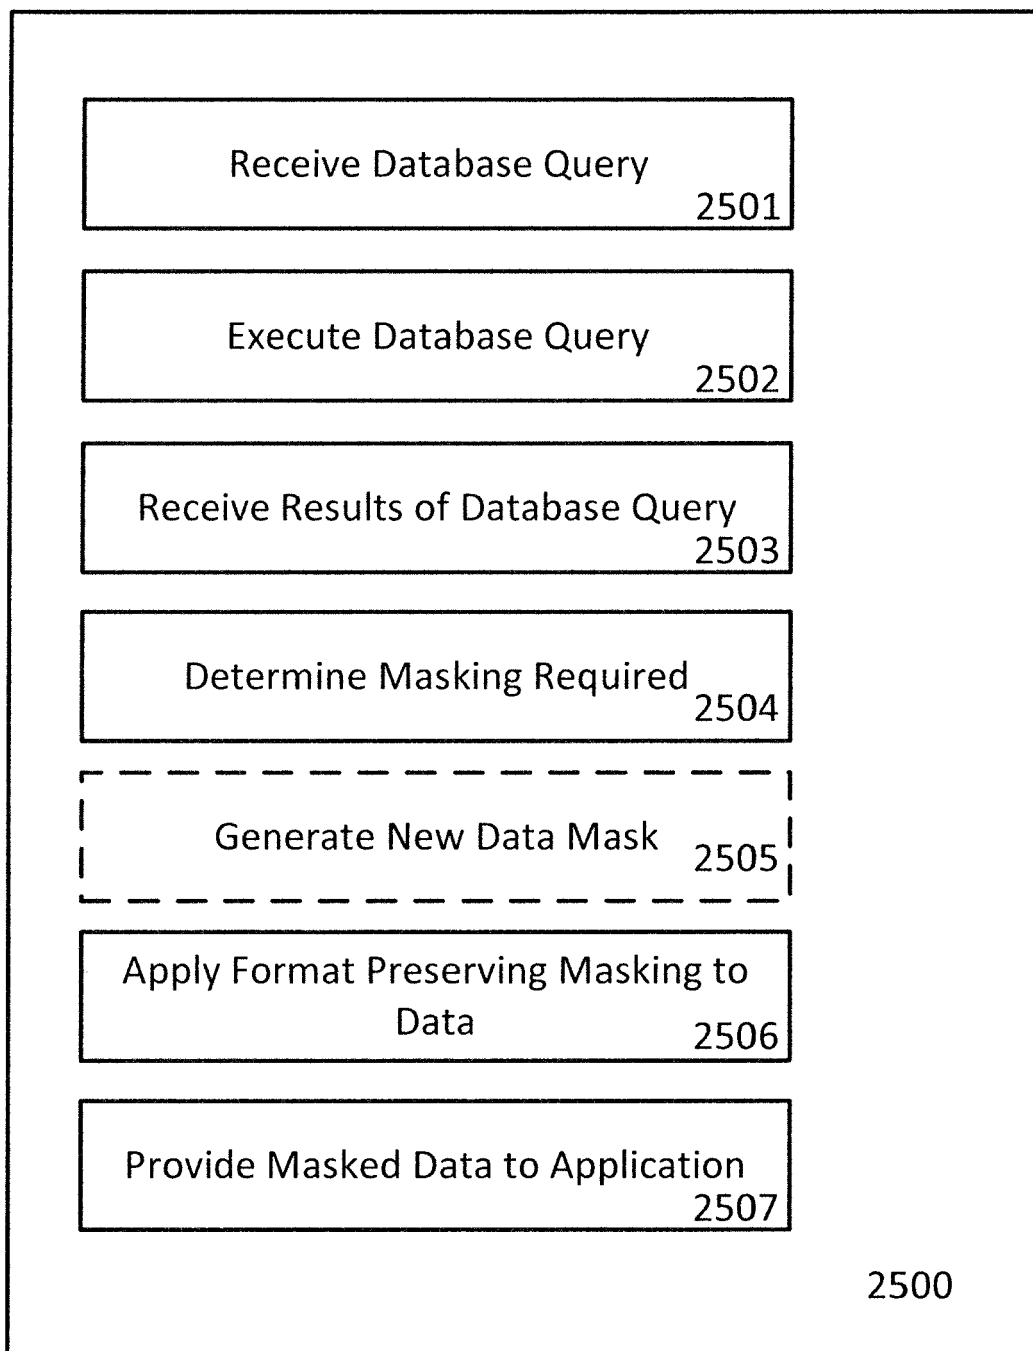 Receive Database Query
2501
Execute Database Query
2502
Receive Results of Database Query
2503
Determine Masking Required
2504
Generate New Data Mask
2505
Apply Format Preserving Masking to
Data
2506
Provide Masked Data to Application
2507
2500